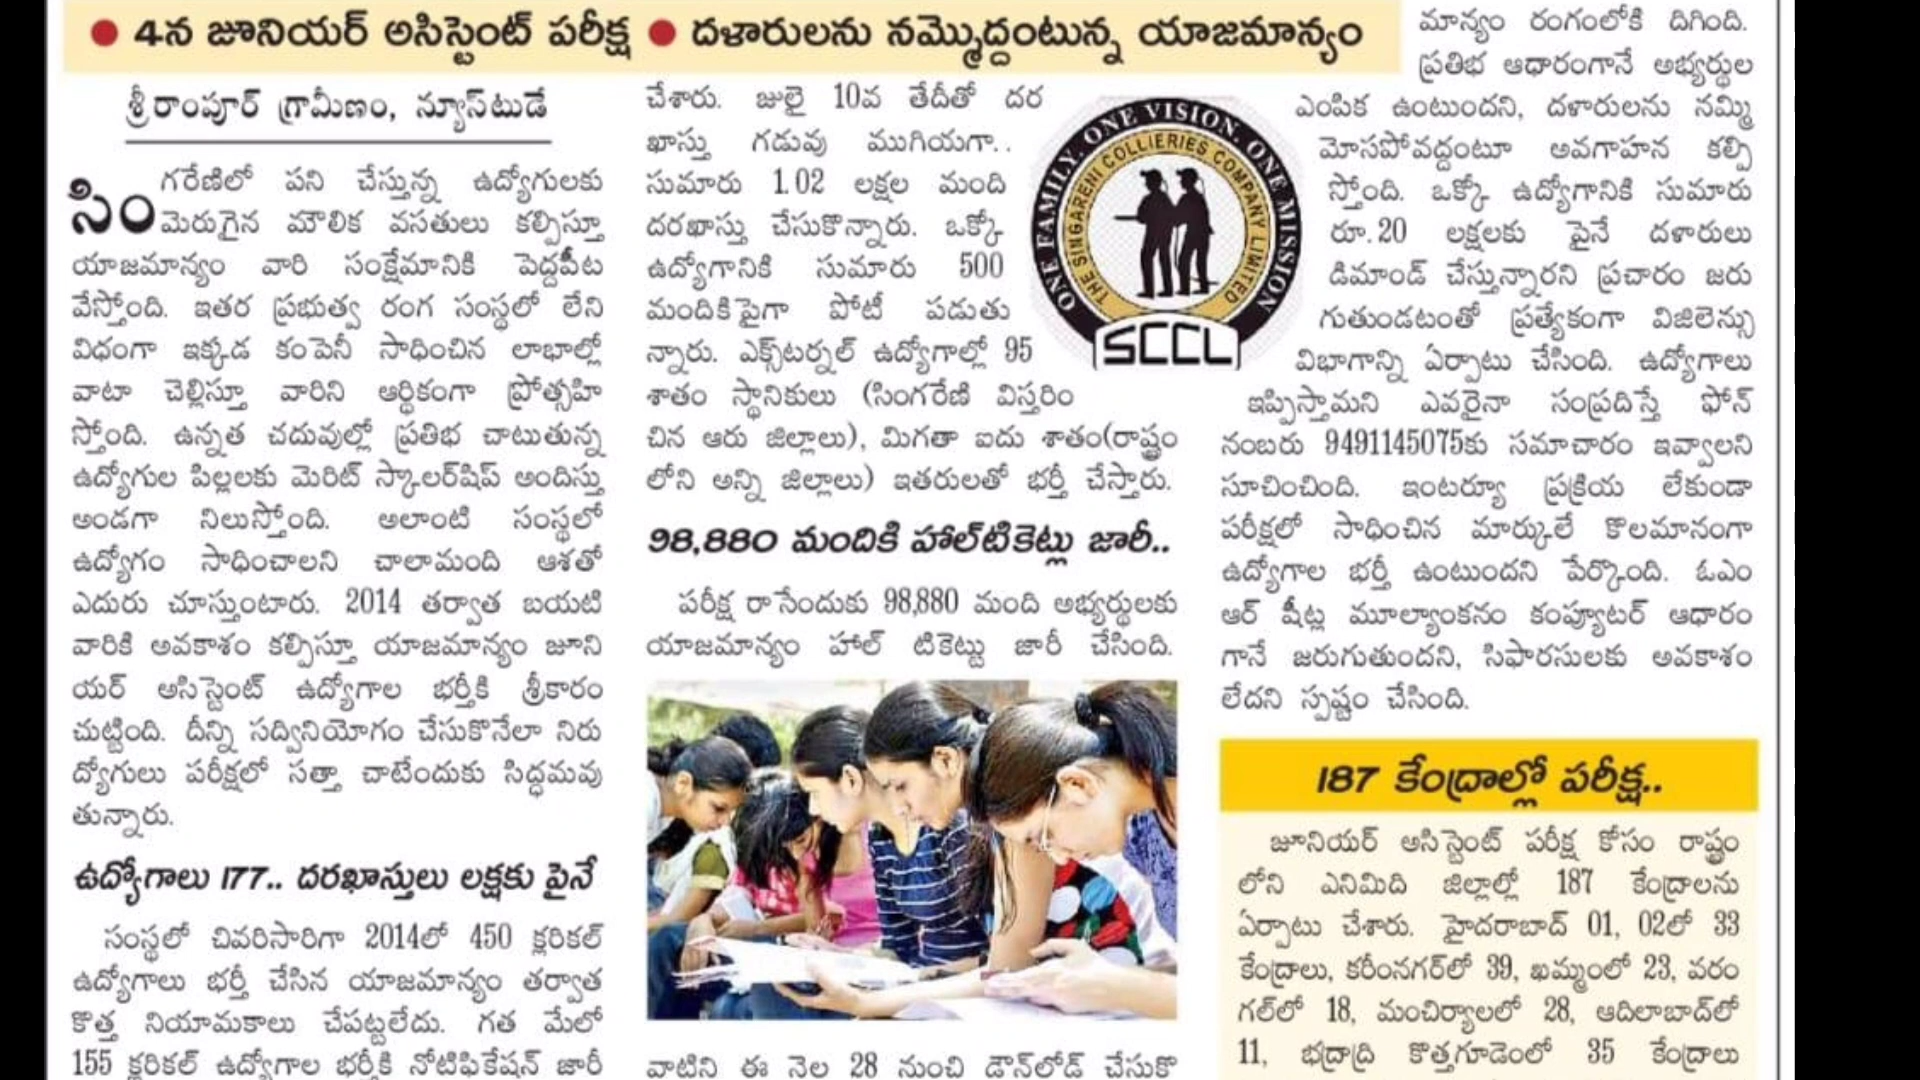 ● 4న జూనియర్ అసిస్టెంట్ పరీక్ష ● దళారులను నమ్మొద్దంటున్న యాజమాన్యం
శ్రీరాంపూర్ గ్రామీణం, న్యూస్‌టుడే
సింగరేణిలో పని చేస్తున్న ఉద్యోగులకు
మెరుగైన మౌలిక వసతులు కల్పిస్తూ
యాజమాన్యం వారి సంక్షేమానికి పెద్దపీట
వేస్తోంది. ఇతర ప్రభుత్వ రంగ సంస్థలో లేని
విధంగా ఇక్కడ కంపెనీ సాధించిన లాభాల్లో
వాటా చెల్లిస్తూ వారిని ఆర్థికంగా ప్రోత్సహి
స్తోంది. ఉన్నత చదువుల్లో ప్రతిభ చాటుతున్న
ఉద్యోగుల పిల్లలకు మెరిట్ స్కాలర్‌షిప్ అందిస్తు
అండగా నిలుస్తోంది. అలాంటి సంస్థలో
ఉద్యోగం సాధించాలని చాలామంది ఆశతో
ఎదురు చూస్తుంటారు. 2014 తర్వాత బయటి
వారికి అవకాశం కల్పిస్తూ యాజమాన్యం జూని
యర్ అసిస్టెంట్ ఉద్యోగాల భర్తీకి శ్రీకారం
చుట్టింది. దీన్ని సద్వినియోగం చేసుకొనేలా నిరు
ద్యోగులు పరీక్షలో సత్తా చాటేందుకు సిద్ధమవు
తున్నారు.
ఉద్యోగాలు 177.. దరఖాస్తులు లక్షకు పైనే
సంస్థలో చివరిసారిగా 2014లో 450 క్లరికల్
ఉద్యోగాలు భర్తీ చేసిన యాజమాన్యం తర్వాత
కొత్త నియామకాలు చేపట్టలేదు. గత మేలో
155 క్లరికల్ ఉద్యోగాల భర్తీకి నోటిఫికేషన్ జారీ
చేశారు. జులై 10వ తేదీతో దర
ఖాస్తు గడువు ముగియగా..
సుమారు 1.02 లక్షల మంది
దరఖాస్తు చేసుకొన్నారు. ఒక్కో
ఉద్యోగానికి సుమారు 500
మందికిపైగా పోటీ పడుతు
న్నారు. ఎక్స్‌టర్నల్ ఉద్యోగాల్లో 95
శాతం స్థానికులు (సింగరేణి విస్తరిం
చిన ఆరు జిల్లాలు), మిగతా ఐదు శాతం(రాష్ట్రం
లోని అన్ని జిల్లాలు) ఇతరులతో భర్తీ చేస్తారు.
98,880 మందికి హాల్‌టికెట్లు జారీ..
పరీక్ష రాసేందుకు 98,880 మంది అభ్యర్థులకు
యాజమాన్యం హాల్ టికెట్లు జారీ చేసింది.
వాటిని ఈ నెల 28 నుంచి డౌన్‌లోడ్ చేసుకొ
ONE FAMILY. ONE VISION. ONE MISSION
THE SINGARENI COLLIERIES COMPANY LIMITED
SCCL
మాన్యం రంగంలోకి దిగింది.
ప్రతిభ ఆధారంగానే అభ్యర్థుల
ఎంపిక ఉంటుందని, దళారులను నమ్మి
మోసపోవద్దంటూ అవగాహన కల్పి
స్తోంది. ఒక్కో ఉద్యోగానికి సుమారు
రూ.20 లక్షలకు పైనే దళారులు
డిమాండ్ చేస్తున్నారని ప్రచారం జరు
గుతుండటంతో ప్రత్యేకంగా విజిలెన్సు
విభాగాన్ని ఏర్పాటు చేసింది. ఉద్యోగాలు
ఇప్పిస్తామని ఎవరైనా సంప్రదిస్తే ఫోన్
నంబరు 9491145075కు సమాచారం ఇవ్వాలని
సూచించింది. ఇంటర్వ్యూ ప్రక్రియ లేకుండా
పరీక్షలో సాధించిన మార్కులే కొలమానంగా
ఉద్యోగాల భర్తీ ఉంటుందని పేర్కొంది. ఓఎం
ఆర్ షీట్ల మూల్యాంకనం కంప్యూటర్ ఆధారం
గానే జరుగుతుందని, సిఫారసులకు అవకాశం
లేదని స్పష్టం చేసింది.
187 కేంద్రాల్లో పరీక్ష..
జూనియర్ అసిస్టెంట్ పరీక్ష కోసం రాష్ట్రం
లోని ఎనిమిది జిల్లాల్లో 187 కేంద్రాలను
ఏర్పాటు చేశారు. హైదరాబాద్ 01, 02లో 33
కేంద్రాలు, కరీంనగర్‌లో 39, ఖమ్మంలో 23, వరం
గల్‌లో 18, మంచిర్యాలలో 28, ఆదిలాబాద్‌లో
11, భద్రాద్రి కొత్తగూడెంలో 35 కేంద్రాలు